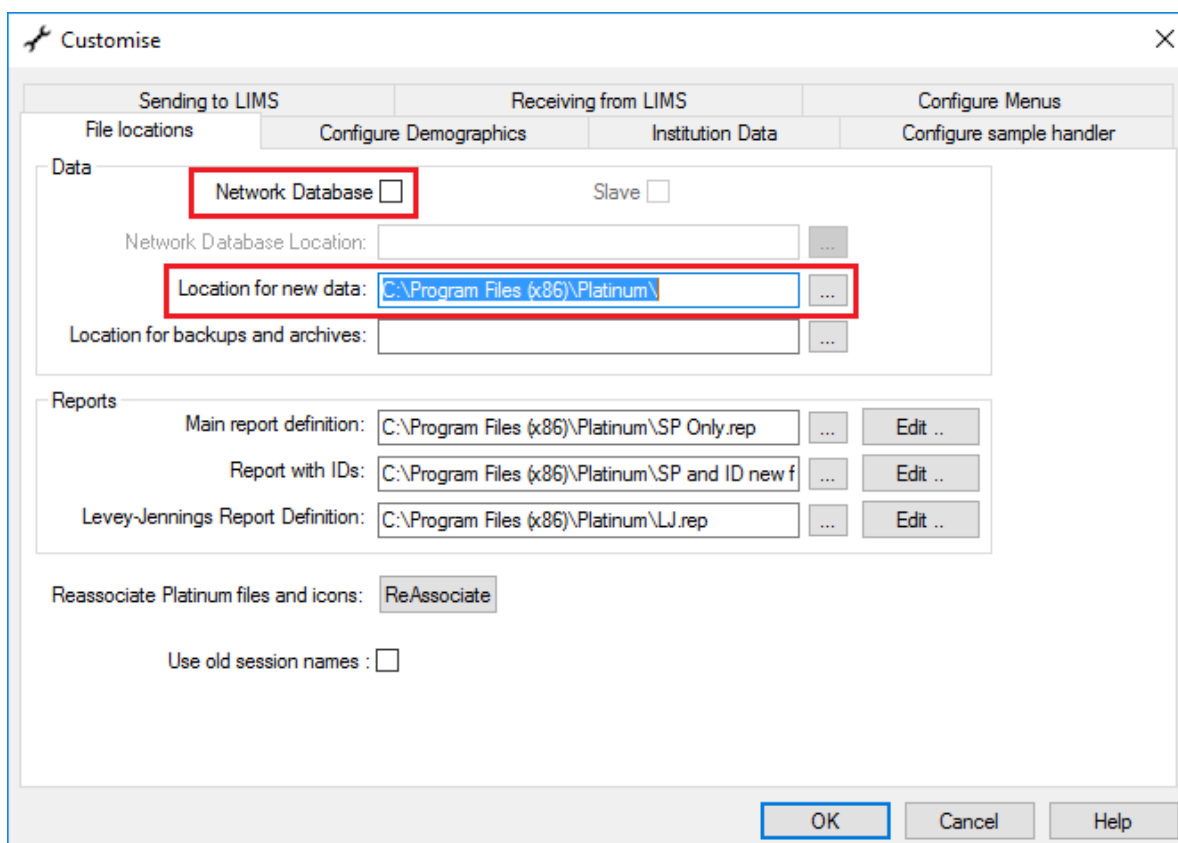 Customise
Sending to LIMS Receiving from LIMS Configure Menus
File locations Configure Demographics Institution Data Configure sample handler
Data
Network Database Slave
Network Database Location: ...
Location for new data: C:\Program Files (x86)\Platinum\ ...
Location for backups and archives: ...
Reports
Main report definition: C:\Program Files (x86)\Platinum\SP Only.rep ... Edit ..
Report with IDs: C:\Program Files (x86)\Platinum\SP and ID new f ... Edit ..
Levey-Jennings Report Definition: C:\Program Files (x86)\Platinum\LJ.rep ... Edit ..
Reassociate Platinum files and icons: ReAssociate
Use old session names :
OK Cancel Help